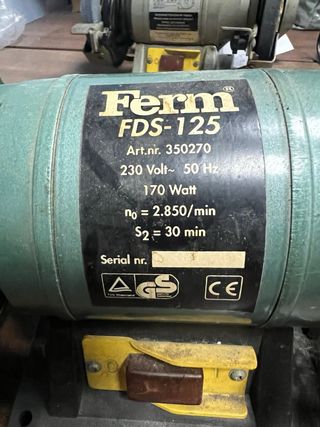 Ferm®
FDS-125
Art.nr. 350270
230 Volt~ 50 Hz
170 Watt
n₀ = 2.850/min
S₂ = 30 min
Serial nr.
GS
CE